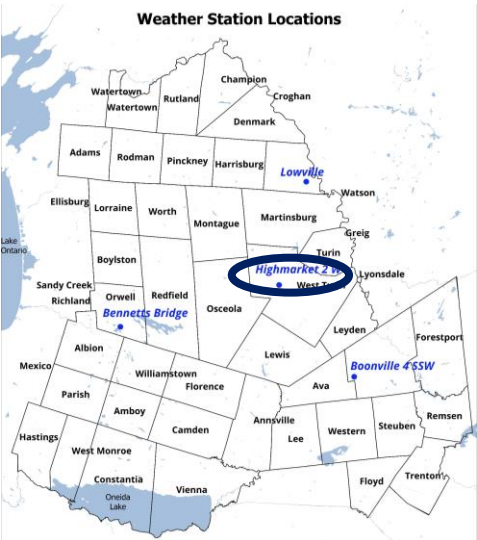 Weather Station Locations
Champion
Watertown
Watertown
Rutland
Croghan
Denmark
Adams
Rodman
Pinckney
Harrisburg
Lowville
Watson
Ellisburg
Lorraine
Worth
Montague
Martinsburg
Greig
Lake
Ontario
Boylston
Turin
Highmarket 2 W
Lyonsdale
Sandy Creek
Richland
Orwell
Redfield
Osceola
West Tu
Bennetts Bridge
Leyden
Forestport
Albion
Lewis
Mexico
Williamstown
Florence
Ava
Boonville 4 SSW
Parish
Amboy
Camden
Annsville
Lee
Western
Steuben
Remsen
Hastings
West Monroe
Constantia
Oneida
Lake
Vienna
Floyd
Trenton